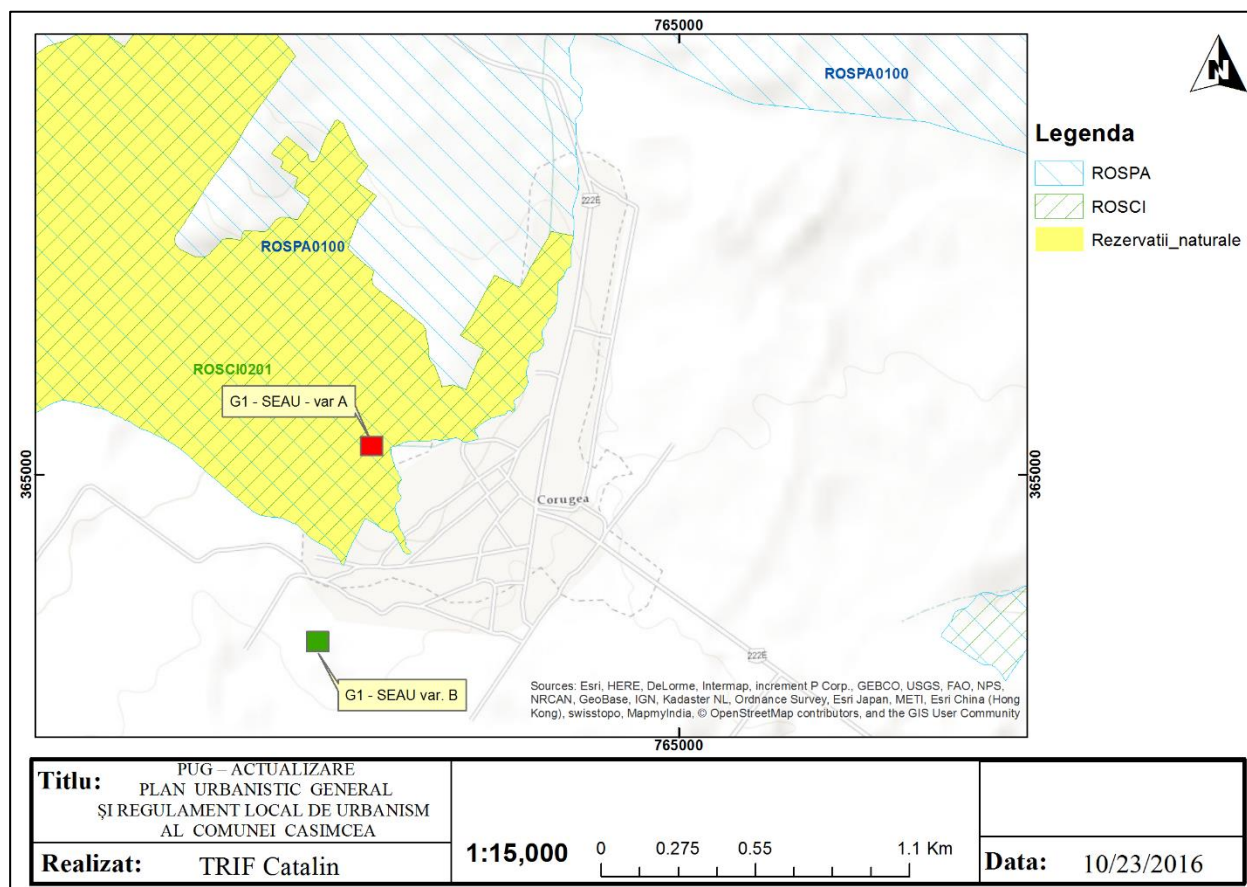 765000
ROSPA0100
N
Legenda
ROSPA
ROSCI
Rezervatii_naturale
222E
ROSPA0100
ROSCI0201
G1 - SEAU - var A
365000
365000
Corugea
222E
G1 - SEAU var. B
Sources: Esri, HERE, DeLorme, Intermap, increment P Corp., GEBCO, USGS, FAO, NPS,
NRCAN, GeoBase, IGN, Kadaster NL, Ordnance Survey, Esri Japan, METI, Esri China (Hong
Kong), swisstopo, MapmyIndia, © OpenStreetMap contributors, and the GIS User Community
765000
Titlu: PUG – ACTUALIZARE
PLAN URBANISTIC GENERAL
ȘI REGULAMENT LOCAL DE URBANISM
AL COMUNEI CASIMCEA
Realizat: TRIF Catalin
1:15,000
0 0.275 0.55 1.1 Km
Data: 10/23/2016